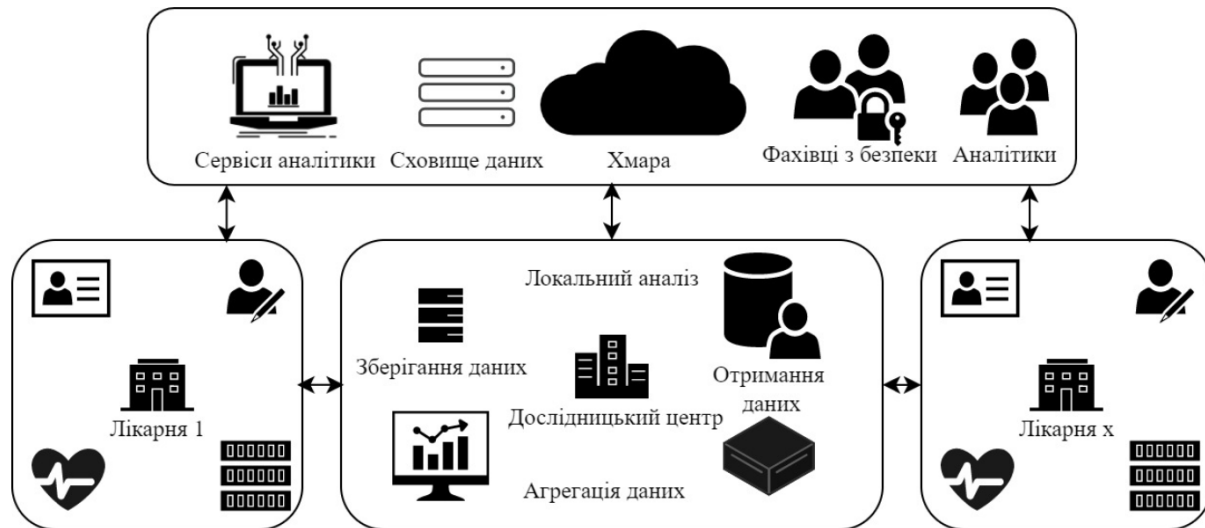 Сервіси аналітики
Сховище даних
Хмара
Фахівці з безпеки
Аналітики
Лікарня 1
Локальний аналіз
Зберігання даних
Отримання
даних
Дослідницький центр
Агрегація даних
Лікарня x